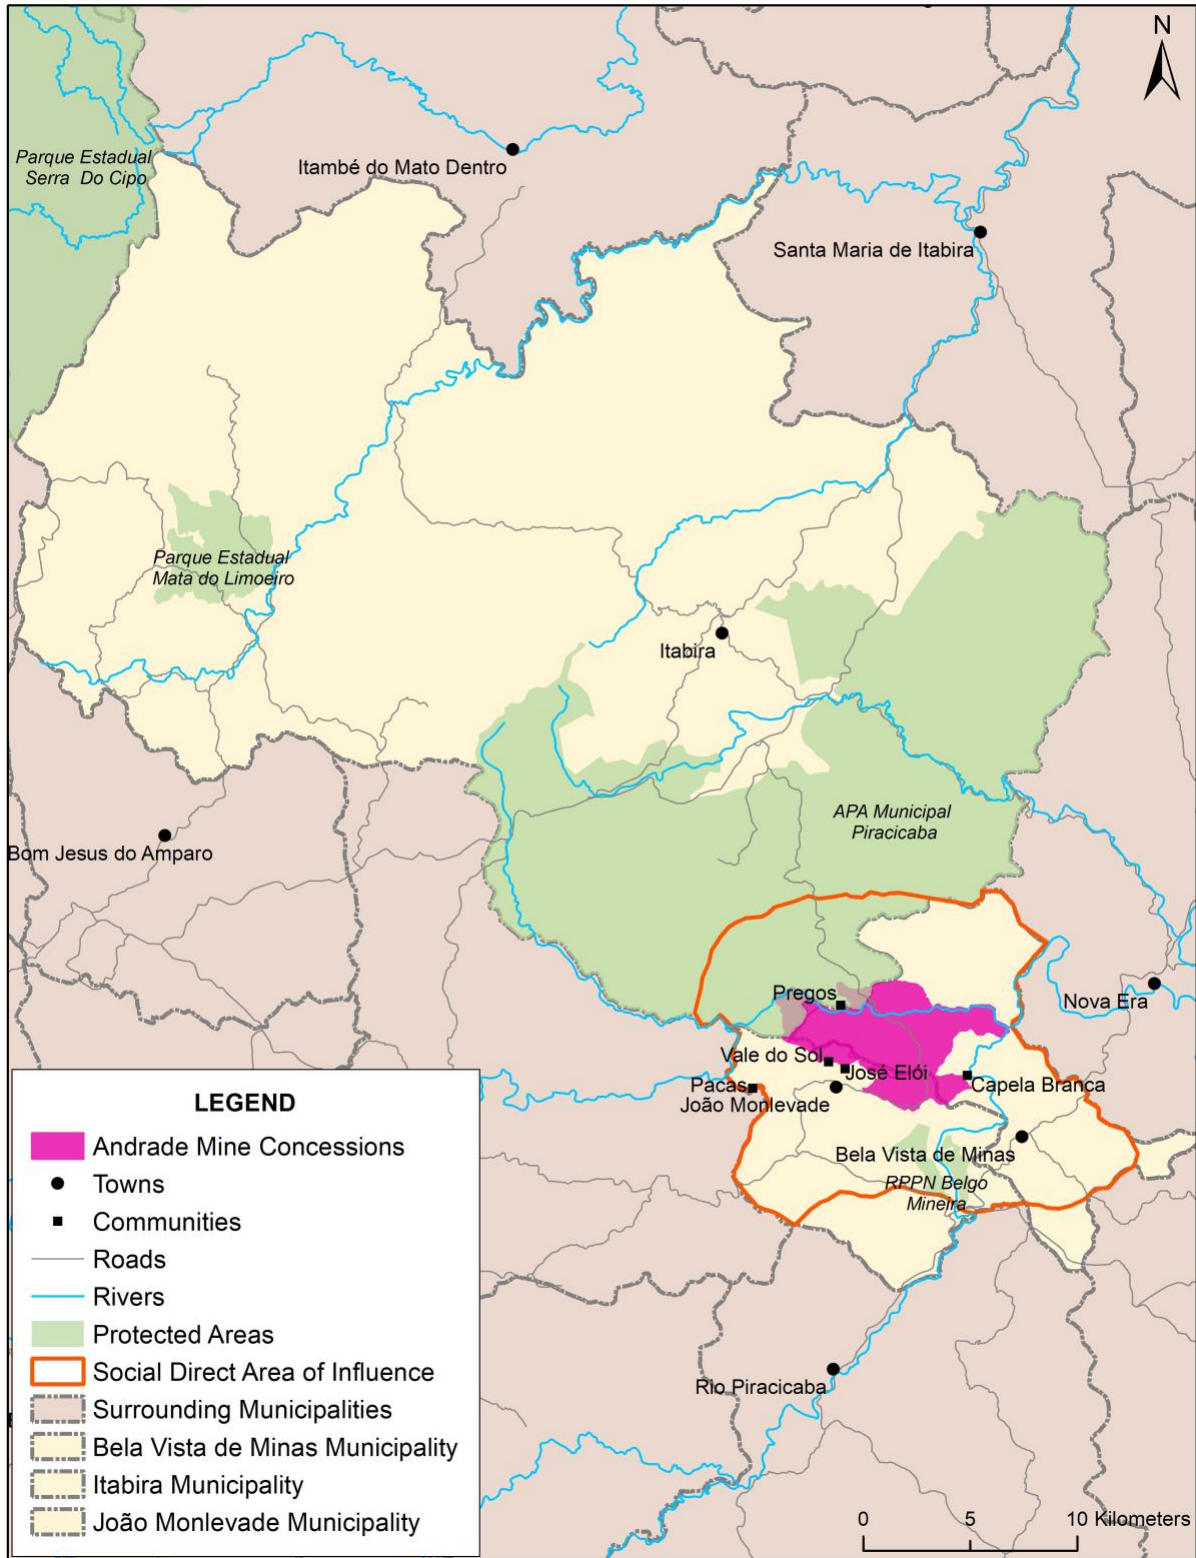 N
Parque Estadual
Serra Do Cipo
Itambé do Mato Dentro
Santa Maria de Itabira
Parque Estadual
Mata do Limoeiro
Itabira
APA Municipal
Piracicaba
Bom Jesus do Amparo
Nova Era
Pregos
Vale do Sol
José Elói
Pacas
Capela Branca
João Monlevade
Bela Vista de Minas
RPPN Belgo
Mineira
Rio Piracicaba
LEGEND
Andrade Mine Concessions
Towns
Communities
Roads
Rivers
Protected Areas
Social Direct Area of Influence
Surrounding Municipalities
Bela Vista de Minas Municipality
Itabira Municipality
João Monlevade Municipality
0 5 10 Kilometers